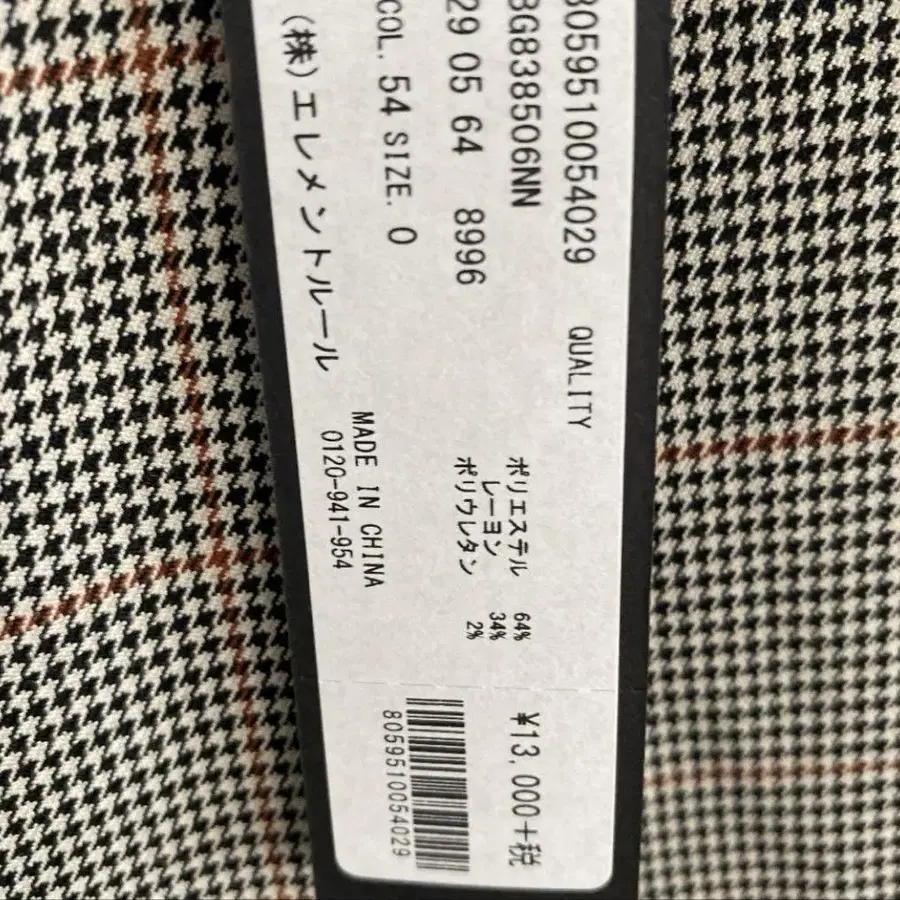 8059510054029 QUALITY
BG838506NN
29 05 64 8996
COL. 54 SIZE. 0
(株)エレメントルール
ポリエステル 64%
レーヨン 34%
ポリウレタン 2%
MADE IN CHINA
0120-941-954
¥13,000+税
8059510054029